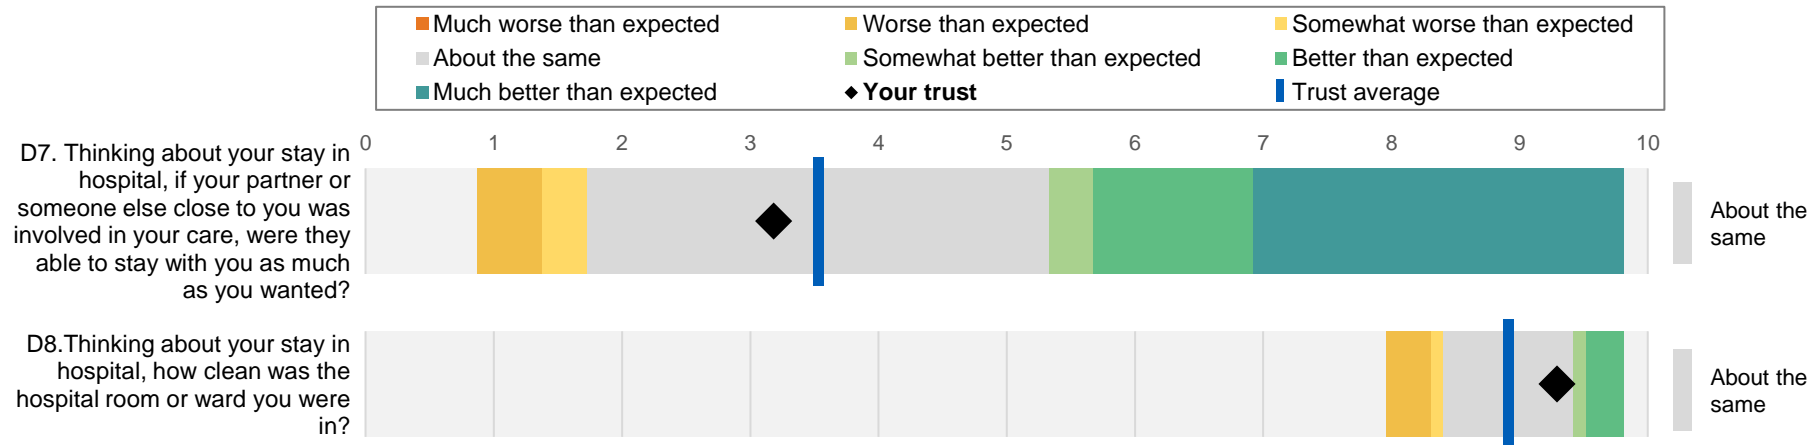 Much worse than expected
Worse than expected
Somewhat worse than expected
About the same
Somewhat better than expected
Better than expected
Much better than expected
Your trust
Trust average
0 1 2 3 4 5 6 7 8 9 10
D7. Thinking about your stay in
hospital, if your partner or
someone else close to you was
involved in your care, were they
able to stay with you as much
as you wanted?
About the
same
D8.Thinking about your stay in
hospital, how clean was the
hospital room or ward you were
in?
About the
same